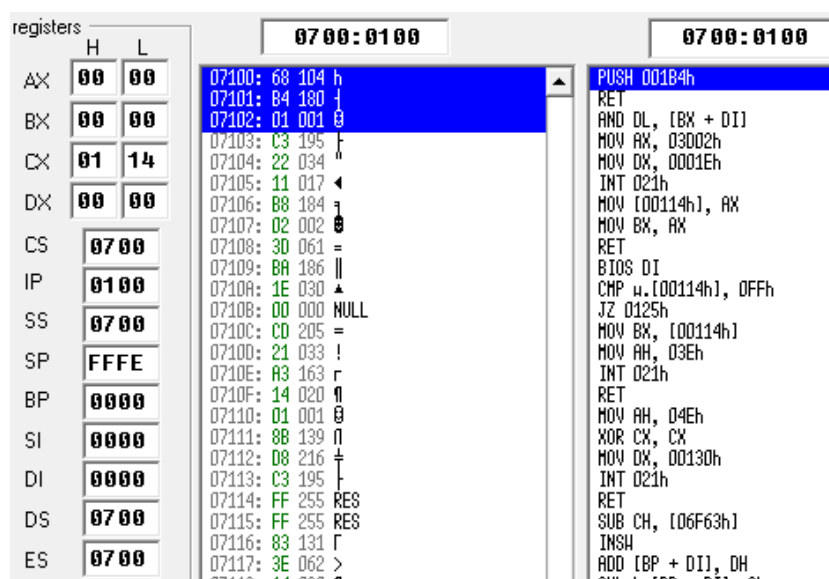 registers
H L
0700:0100
0700:0100
AX 00 00
BX 00 00
CX 01 14
DX 00 00
CS 0700
IP 0100
SS 0700
SP FFFE
BP 0000
SI 0000
DI 0000
DS 0700
ES 0700
07100: 68 104 h
07101: B4 180 ┤
07102: 01 001 ☺
07103: C3 195 ├
07104: 22 034 "
07105: 11 017 ◄
07106: B8 184 ╕
07107: 02 002 ☻
07108: 3D 061 =
07109: BA 186 ║
0710A: 1E 030 ▲
0710B: 00 000 NULL
0710C: CD 205 =
0710D: 21 033 !
0710E: A3 163 г
0710F: 14 020 ¶
07110: 01 001 ☺
07111: 8B 139 Л
07112: D8 216 ╪
07113: C3 195 ├
07114: FF 255 RES
07115: FF 255 RES
07116: 83 131 Г
07117: 3E 062 >
PUSH 001B4h
RET
AND DL, [BX + DI]
MOV AX, 03D02h
MOV DX, 0001Eh
INT 021h
MOV [00114h], AX
MOV BX, AX
RET
BIOS DI
CMP w.[00114h], 0FFh
JZ 0125h
MOV BX, [00114h]
MOV AH, 03Eh
INT 021h
RET
MOV AH, 04Eh
XOR CX, CX
MOV DX, 00130h
INT 021h
RET
SUB CH, [06F63h]
INSW
ADD [BP + DI], DH